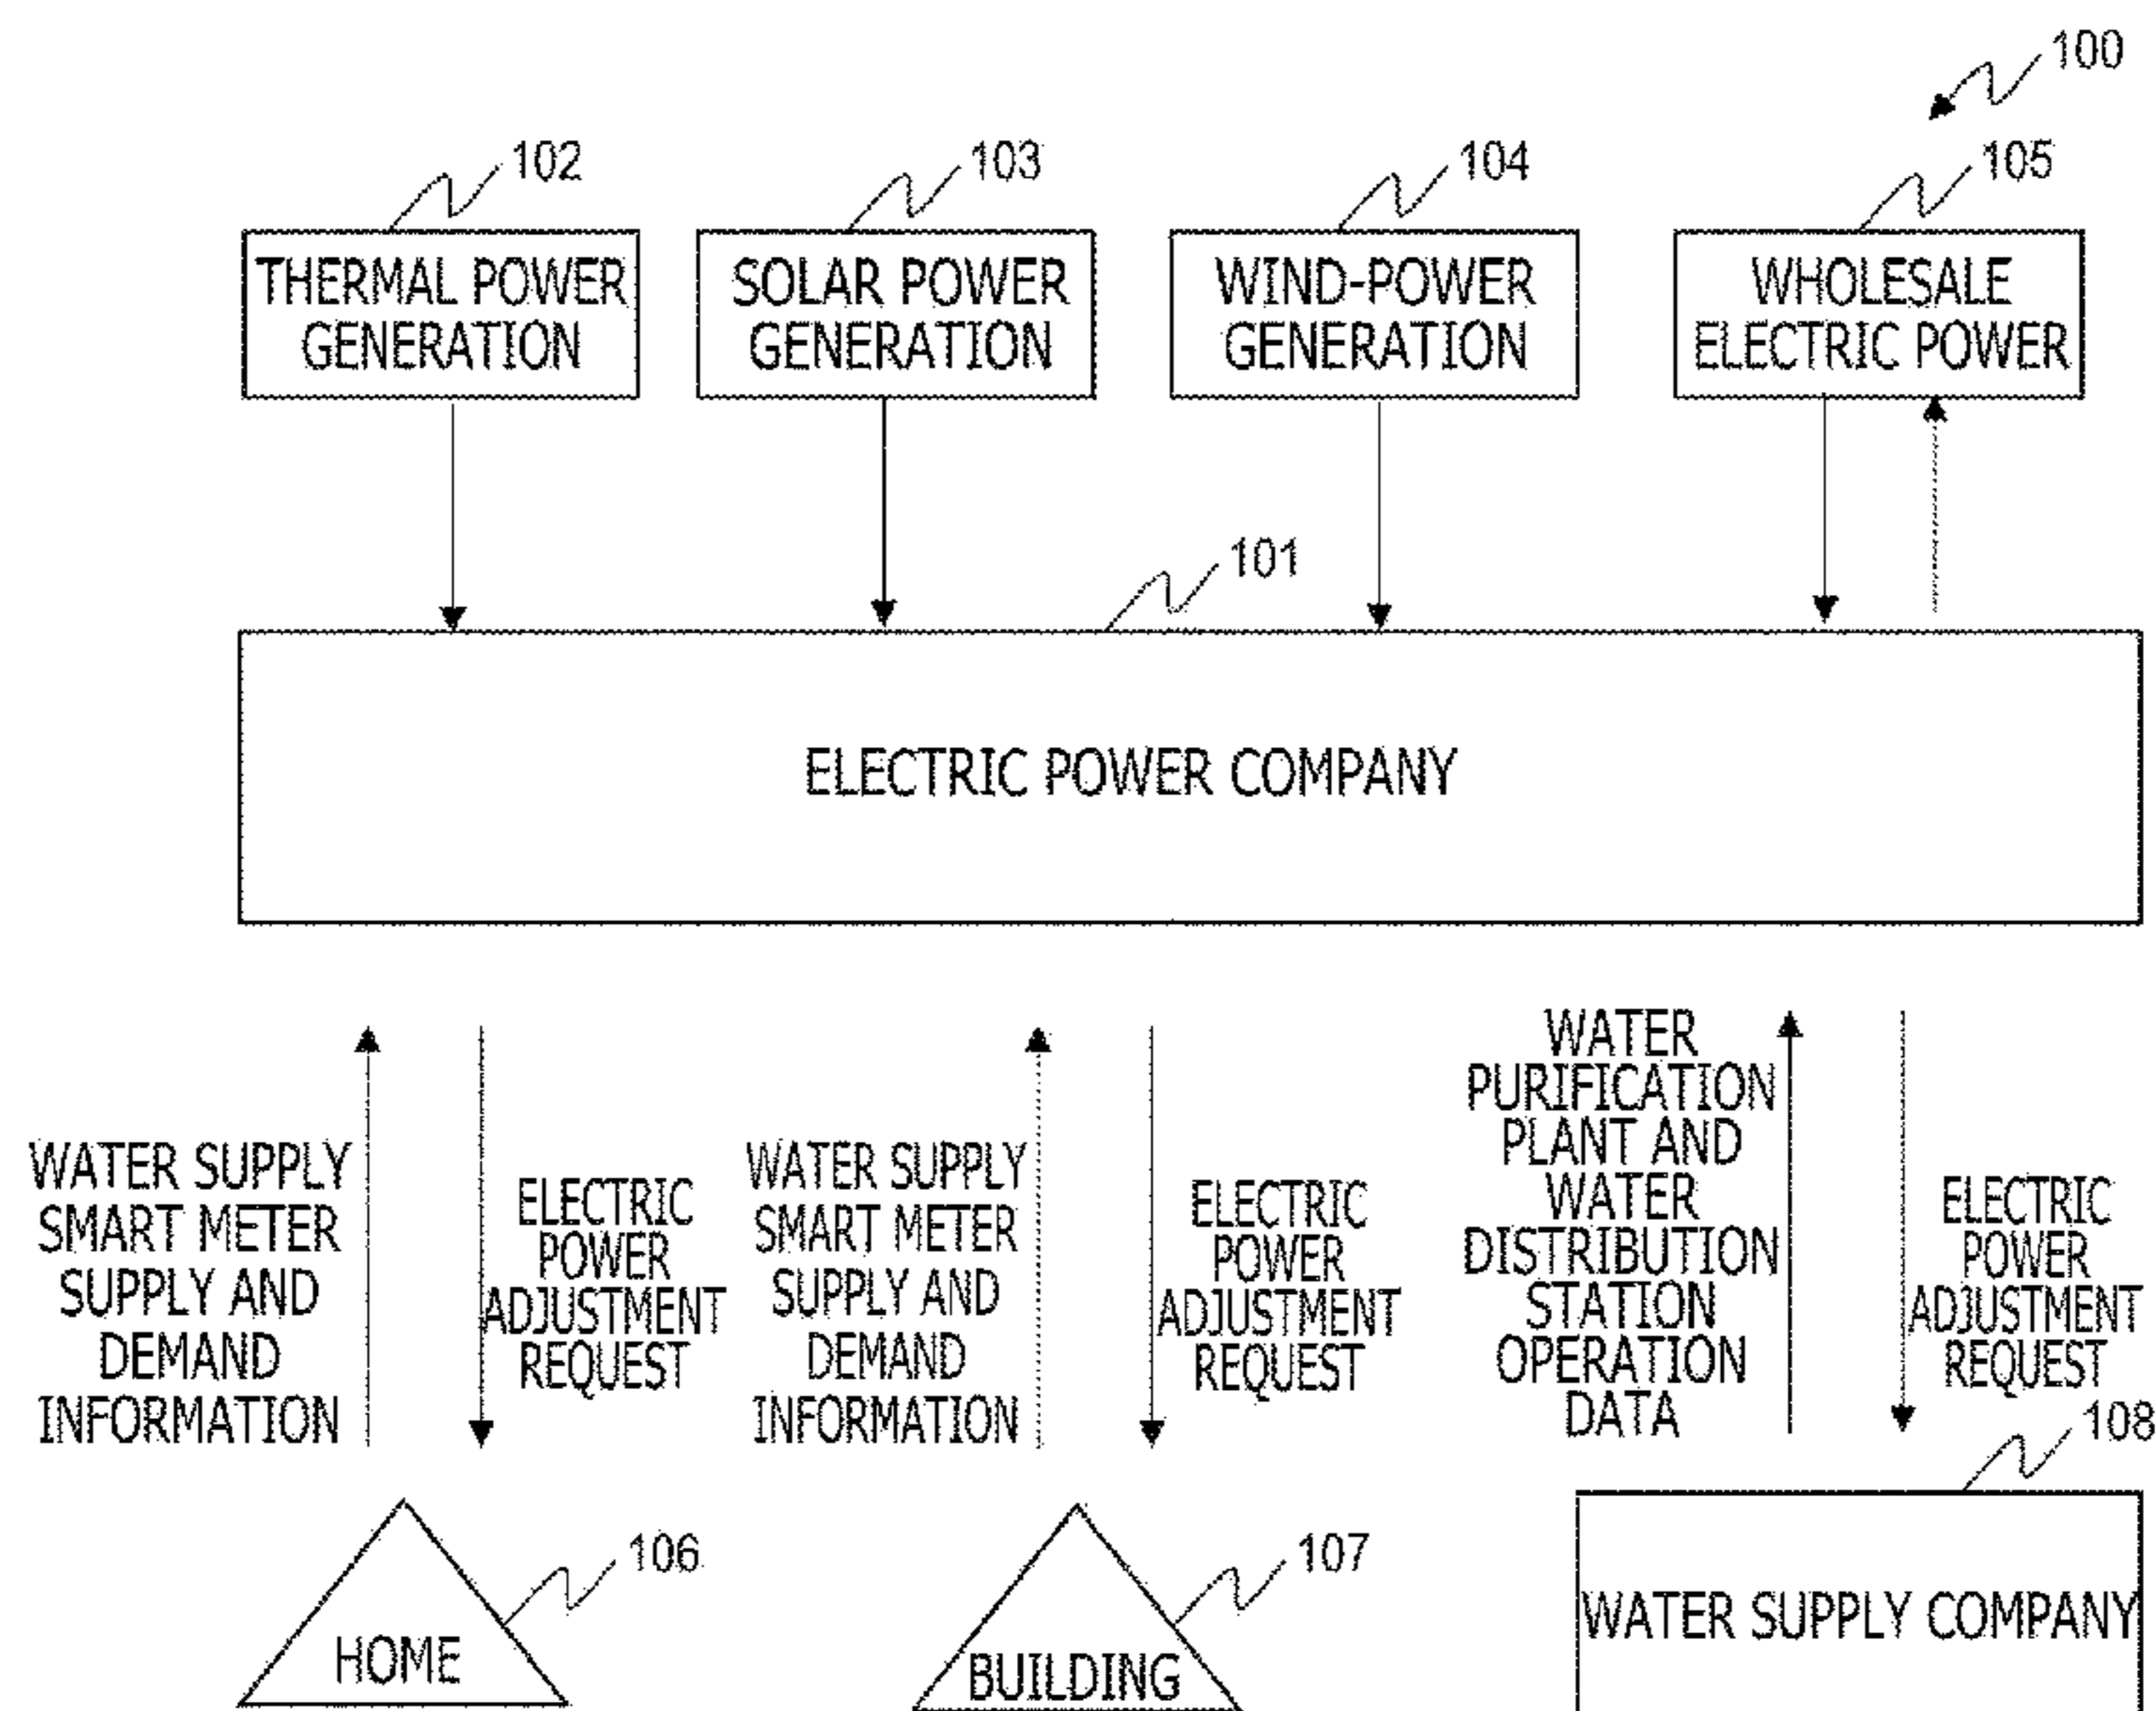 100
102
103
104
105
THERMAL POWER
GENERATION
SOLAR POWER
GENERATION
WIND-POWER
GENERATION
WHOLESALE
ELECTRIC POWER
101
ELECTRIC POWER COMPANY
WATER SUPPLY
SMART METER
SUPPLY AND
DEMAND
INFORMATION
ELECTRIC
POWER
ADJUSTMENT
REQUEST
WATER SUPPLY
SMART METER
SUPPLY AND
DEMAND
INFORMATION
ELECTRIC
POWER
ADJUSTMENT
REQUEST
WATER
PURIFICATION
PLANT AND
WATER
DISTRIBUTION
STATION
OPERATION
DATA
ELECTRIC
POWER
ADJUSTMENT
REQUEST
106
HOME
107
BUILDING
108
WATER SUPPLY COMPANY